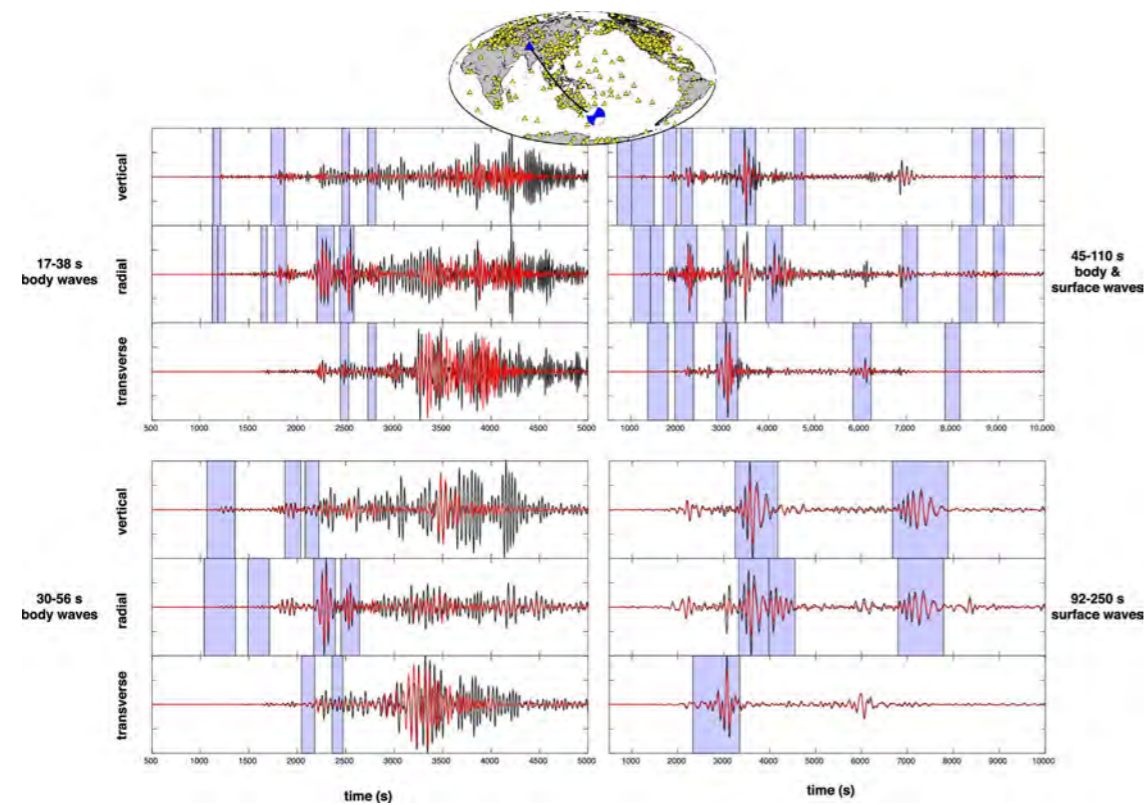 vertical
radial
transverse
17-38 s
body waves
45-110 s
body &
surface waves
500 1000 1500 2000 2500 3000 3500 4000 4500 5000
1000 2000 3,000 4000 5,000 6,000 7,000 8,000 9,000 10,000
vertical
radial
transverse
30-56 s
body waves
92-250 s
surface waves
500 1000 1500 2000 2500 3000 3500 4000 4500 5000
1000 2000 3000 4000 5000 6000 7000 8000 9000 10000
time (s)
time (s)